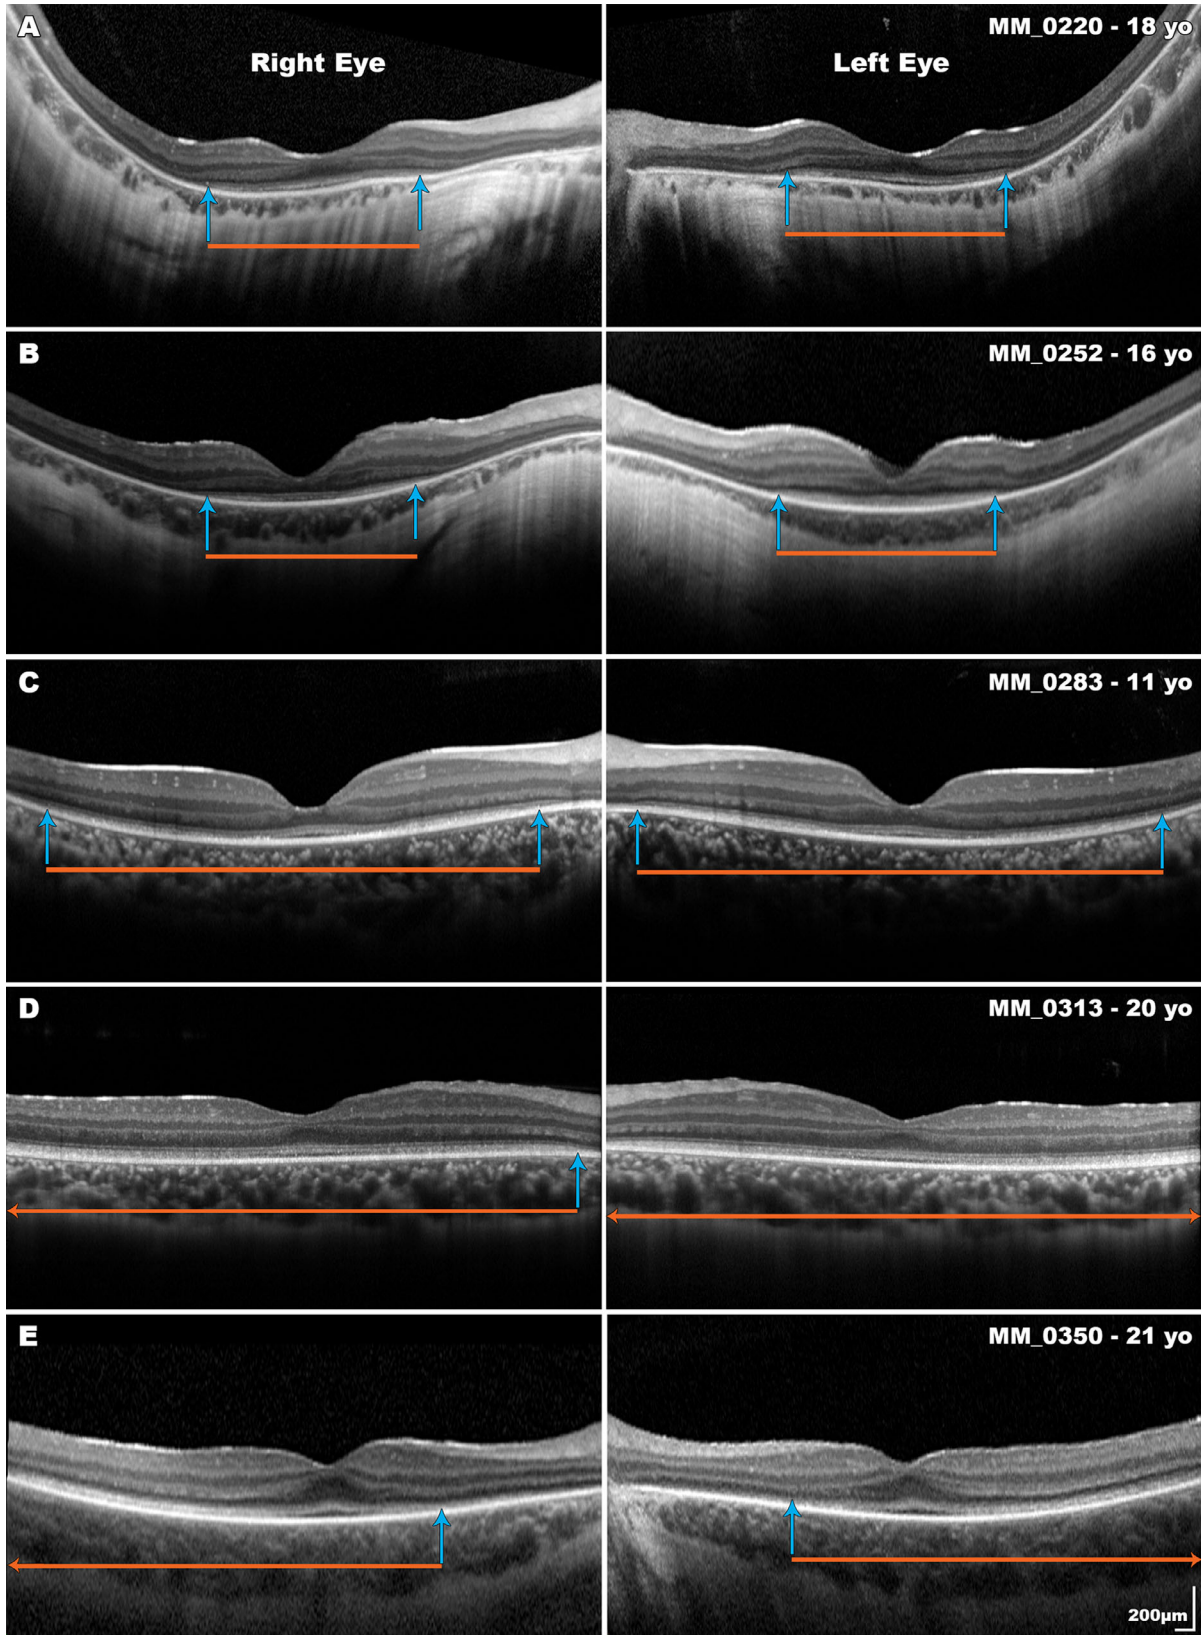 A
Right Eye
Left Eye
MM_0220 - 18 yo
B
MM_0252 - 16 yo
C
MM_0283 - 11 yo
D
MM_0313 - 20 yo
E
MM_0350 - 21 yo
200µm